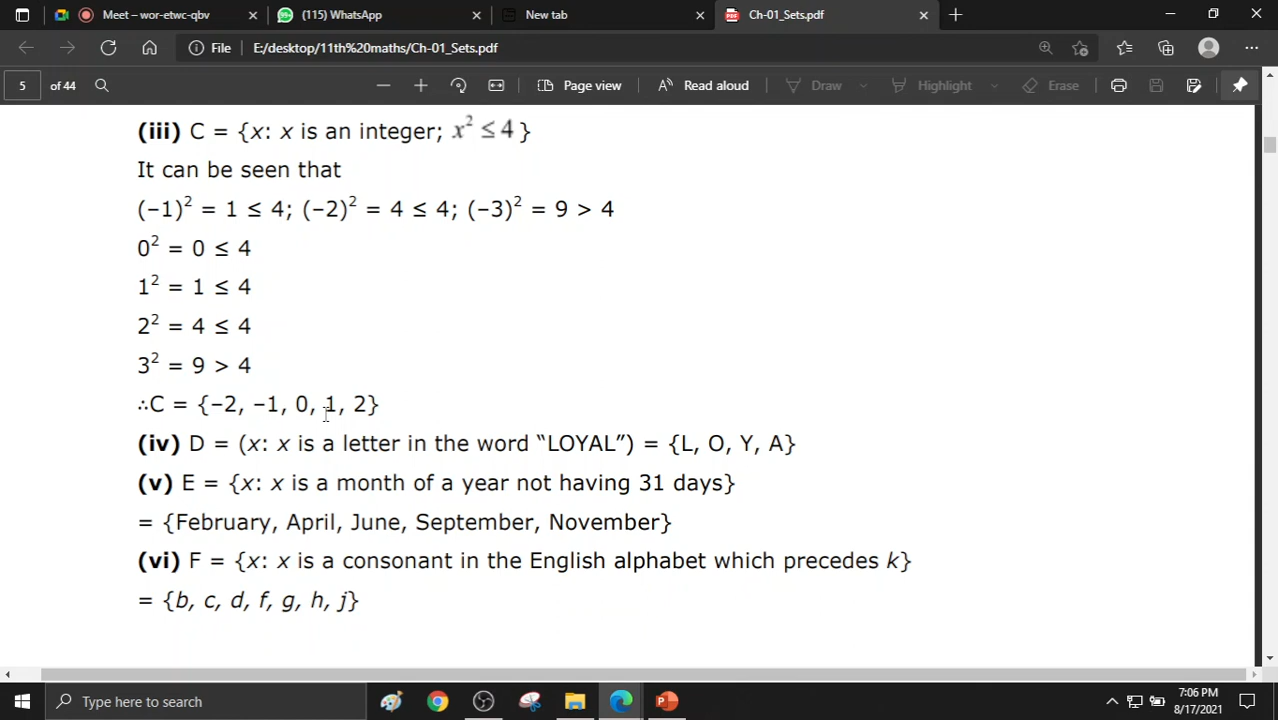 Meet – wor-etwc-qbv
(115) WhatsApp
New tab
Ch-01_Sets.pdf
File E:/desktop/11th%20maths/Ch-01_Sets.pdf
5 of 44 Page view Read aloud Draw Highlight Erase
(iii) C = {x: x is an integer; x² ≤ 4}
It can be seen that
(−1)² = 1 ≤ 4; (−2)² = 4 ≤ 4; (−3)² = 9 > 4
0² = 0 ≤ 4
1² = 1 ≤ 4
2² = 4 ≤ 4
3² = 9 > 4
∴C = {−2, −1, 0, 1, 2}
(iv) D = (x: x is a letter in the word “LOYAL”) = {L, O, Y, A}
(v) E = {x: x is a month of a year not having 31 days}
= {February, April, June, September, November}
(vi) F = {x: x is a consonant in the English alphabet which precedes k}
= {b, c, d, f, g, h, j}
Type here to search
7:06 PM
8/17/2021